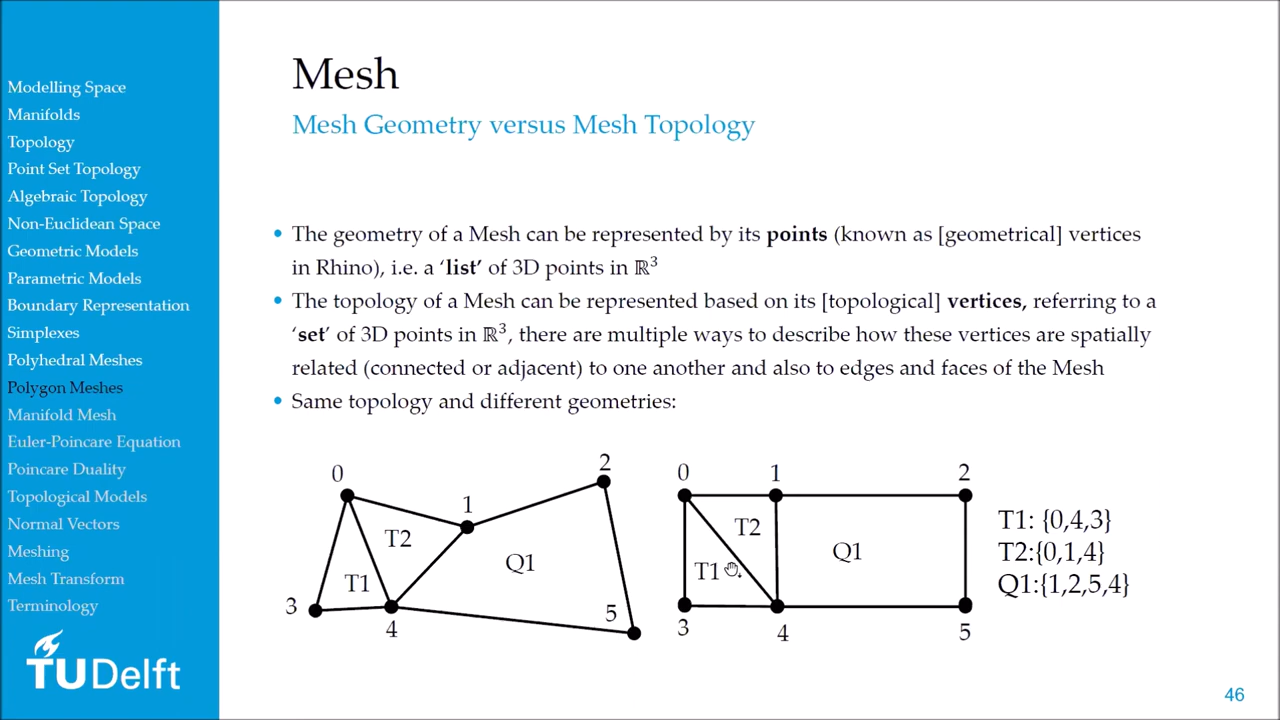 Modelling Space
Manifolds
Topology
Point Set Topology
Algebraic Topology
Non-Euclidean Space
Geometric Models
Parametric Models
Boundary Representation
Simplexes
Polyhedral Meshes
Polygon Meshes
Manifold Mesh
Euler-Poincare Equation
Poincare Duality
Topological Models
Normal Vectors
Meshing
Mesh Transform
Terminology
TUDelft
Mesh
Mesh Geometry versus Mesh Topology
• The geometry of a Mesh can be represented by its points (known as [geometrical] vertices
in Rhino), i.e. a ‘list’ of 3D points in ℝ³
• The topology of a Mesh can be represented based on its [topological] vertices, referring to a
‘set’ of 3D points in ℝ³, there are multiple ways to describe how these vertices are spatially
related (connected or adjacent) to one another and also to edges and faces of the Mesh
• Same topology and different geometries:
0
1
2
T2
Q1
T1
3
4
5
0
1
2
T2
Q1
T1
3
4
5
T1: {0,4,3}
T2:{0,1,4}
Q1:{1,2,5,4}
46